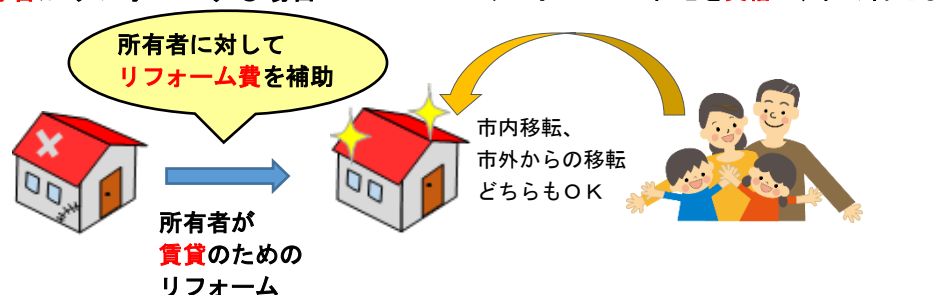 所有者に対して
リフォーム費を補助
市内移転、
市外からの移転
どちらもＯＫ
所有者が
賃貸のための
リフォーム